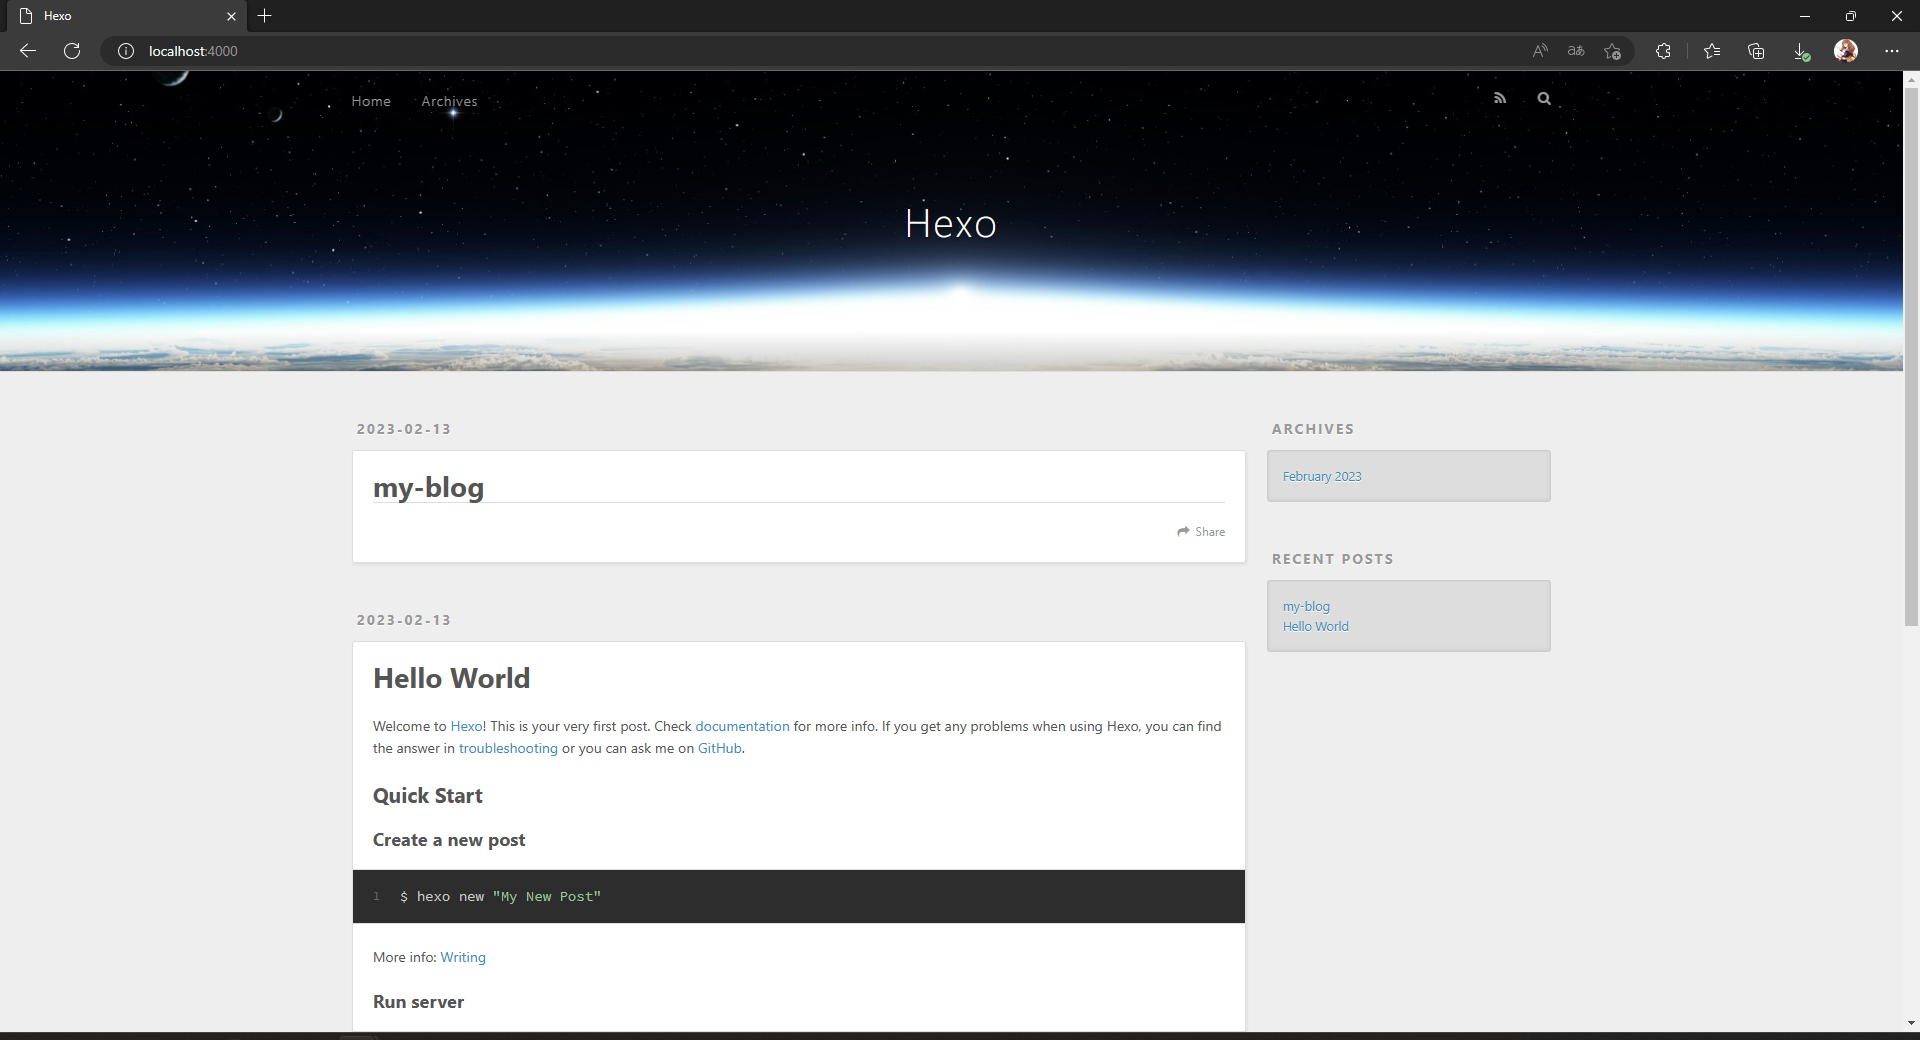 Hexo
localhost:4000
Home
Archives
Hexo
2023-02-13
my-blog
Share
2023-02-13
Hello World
Welcome to Hexo! This is your very first post. Check documentation for more info. If you get any problems when using Hexo, you can find
the answer in troubleshooting or you can ask me on GitHub.
Quick Start
Create a new post
1 $ hexo new "My New Post"
More info: Writing
Run server
ARCHIVES
February 2023
RECENT POSTS
my-blog
Hello World